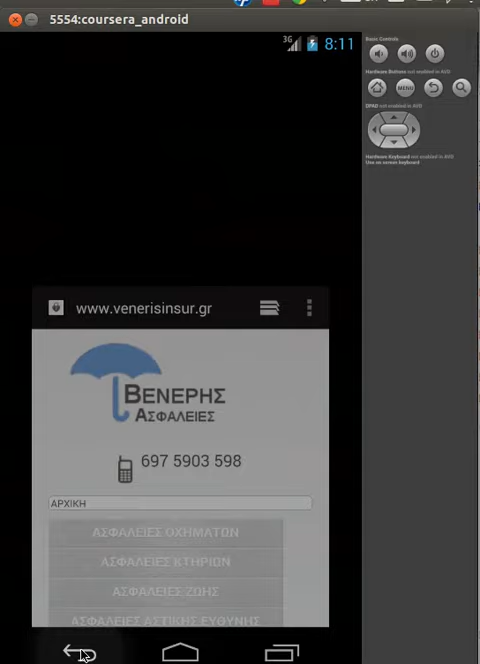 5554:coursera_android
3G
8:11
Basic Controls
Hardware Buttons not enabled in AVD
MENU
DPAD not enabled in AVD
Hardware Keyboard not enabled in AVD
Use on screen keyboard
www.venerisinsur.gr
ΒΕΝΕΡΗΣ
ΑΣΦΑΛΕΙΕΣ
697 5903 598
ΑΡΧΙΚΗ
ΑΣΦΑΛΕΙΕΣ ΟΧΗΜΑΤΩΝ
ΑΣΦΑΛΕΙΕΣ ΚΤΗΡΙΩΝ
ΑΣΦΑΛΕΙΕΣ ΖΩΗΣ
ΑΣΦΑΛΕΙΕΣ ΑΣΤΙΚΗΣ ΕΥΘΥΝΗΣ